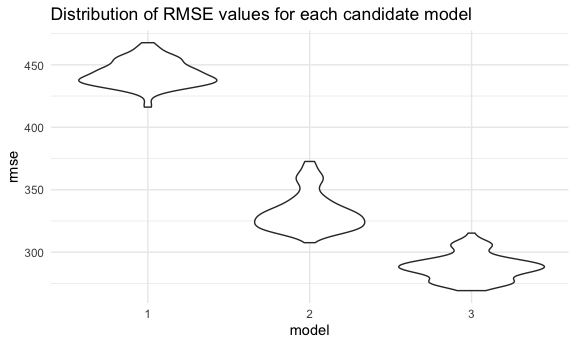 Distribution of RMSE values for each candidate model
450
400
350
300
rmse
1 2 3
model